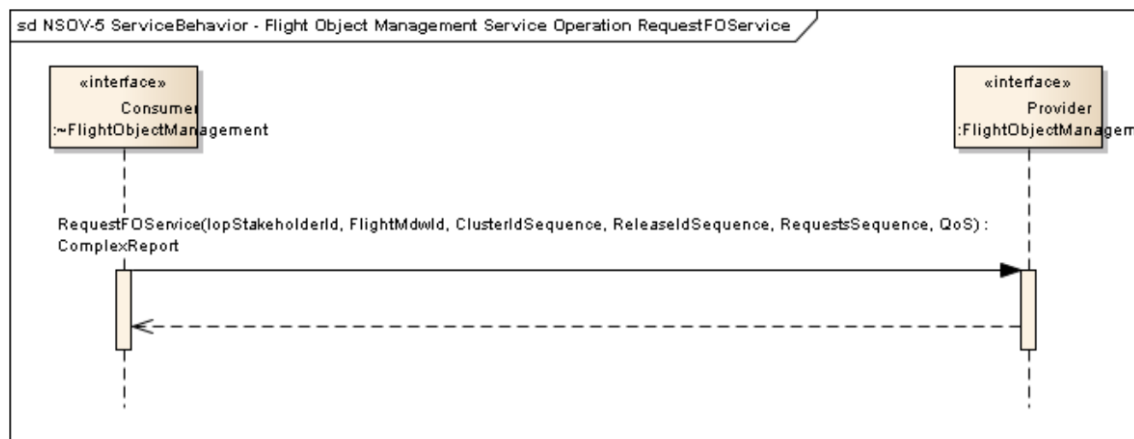 sd NSOV-5 ServiceBehavior - Flight Object Management Service Operation RequestFOService
«interface»
Consumer
:~FlightObjectManagement
«interface»
Provider
:FlightObjectManagem
RequestFOService(IopStakeholderId, FlightMdwId, ClusterIdSequence, ReleaseIdSequence, RequestsSequence, QoS) :
ComplexReport